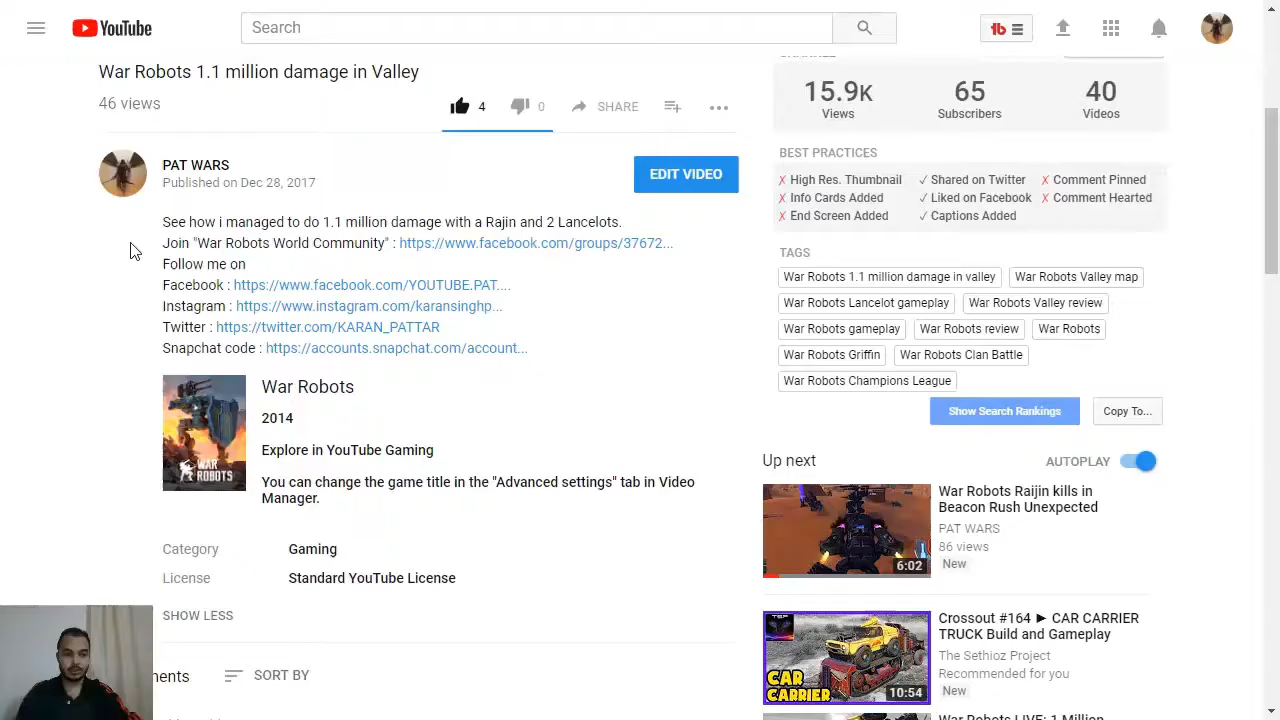 YouTube
Search
tb
War Robots 1.1 million damage in Valley
46 views
4
0
SHARE
PAT WARS
Published on Dec 28, 2017
EDIT VIDEO
See how i managed to do 1.1 million damage with a Rajin and 2 Lancelots.
Join "War Robots World Community" : https://www.facebook.com/groups/37672...
Follow me on
Facebook : https://www.facebook.com/YOUTUBE.PAT....
Instagram : https://www.instagram.com/karansinghp...
Twitter : https://twitter.com/KARAN_PATTAR
Snapchat code : https://accounts.snapchat.com/account...
WAR ROBOTS
War Robots
2014
Explore in YouTube Gaming
You can change the game title in the "Advanced settings" tab in Video
Manager.
Category Gaming
License Standard YouTube License
SHOW LESS
nents
SORT BY
15.9K 65 40
Views Subscribers Videos
BEST PRACTICES
✗ High Res. Thumbnail ✓ Shared on Twitter ✗ Comment Pinned
✗ Info Cards Added ✓ Liked on Facebook ✗ Comment Hearted
✗ End Screen Added ✓ Captions Added
TAGS
War Robots 1.1 million damage in valley War Robots Valley map
War Robots Lancelot gameplay War Robots Valley review
War Robots gameplay War Robots review War Robots
War Robots Griffin War Robots Clan Battle
War Robots Champions League
Show Search Rankings Copy To...
Up next AUTOPLAY
6:02
War Robots Raijin kills in
Beacon Rush Unexpected
PAT WARS
86 views
New
CAR
CARRIER
10:54
Crossout #164 ► CAR CARRIER
TRUCK Build and Gameplay
The Sethioz Project
Recommended for you
New
War Robots LIVE: 1 Million